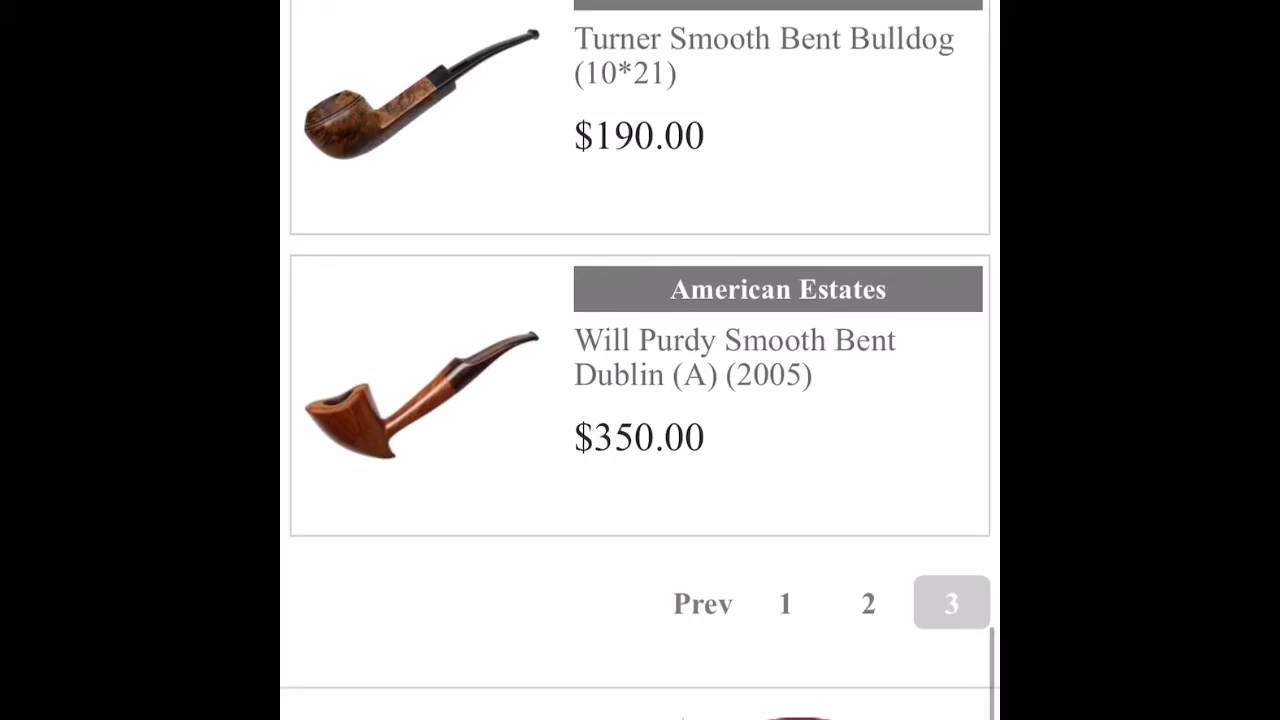 Turner Smooth Bent Bulldog
(10*21)
$190.00
American Estates
Will Purdy Smooth Bent
Dublin (A) (2005)
$350.00
Prev 1 2 3